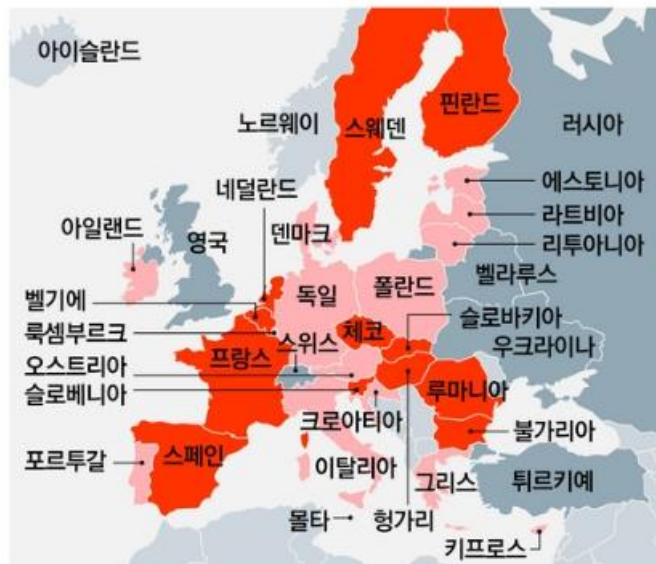 아이슬란드
노르웨이
스웨덴
핀란드
러시아
네덜란드
에스토니아
아일랜드
영국
덴마크
라트비아
리투아니아
벨라루스
벨기에
독일
폴란드
룩셈부르크
스위스
체코
슬로바키아
우크라이나
오스트리아
프랑스
슬로베니아
루마니아
크로아티아
불가리아
포르투갈
스페인
이탈리아
그리스
튀르키예
몰타
헝가리
키프로스